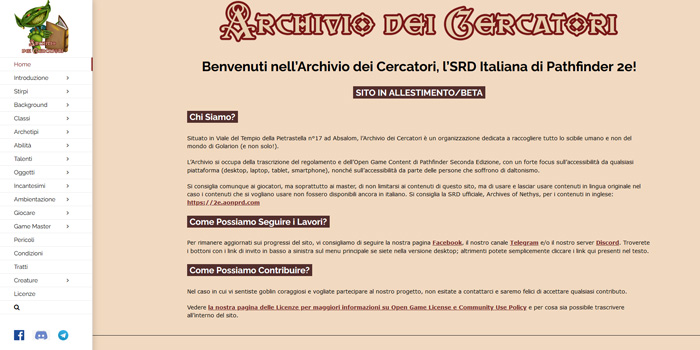 Archivio dei Cercatori
Home
Introduzione
Stirpi
Background
Classi
Archetipi
Abilità
Talenti
Oggetti
Incantesimi
Ambientazione
Giocare
Game Master
Pericoli
Condizioni
Tratti
Creature
Licenze
Archivio dei Cercatori
Benvenuti nell'Archivio dei Cercatori, l'SRD Italiana di Pathfinder 2e!
SITO IN ALLESTIMENTO/BETA
Chi Siamo?
Situato in Viale del Tempio della Pietrastella n°17 ad Absalom, l'Archivio dei Cercatori è un organizzazione dedicata a raccogliere tutto lo scibile umano e non del
mondo di Golarion (e non solo!).
L'Archivio si occupa della trascrizione del regolamento e dell'Open Game Content di Pathfinder Seconda Edizione, con un forte focus sull'accessibilità da qualsiasi
piattaforma (desktop, laptop, tablet, smartphone), nonché sull'accessibilità da parte delle persone che soffrono di daltonismo.
Si consiglia comunque ai giocatori, ma soprattutto ai master, di non limitarsi ai contenuti di questo sito, ma di usare e lasciar usare contenuti in lingua originale nel
caso i contenuti che si vogliano usare non fossero disponibili ancora in italiano. Si consiglia la SRD ufficiale, Archives of Nethys, per i contenuti in inglese:
https://2e.aonprd.com
Come Possiamo Seguire i Lavori?
Per rimanere aggiornati sui progressi del sito, vi consigliamo di seguire la nostra pagina Facebook, il nostro canale Telegram e/o il nostro server Discord. Troverete
i bottoni con i link di invito in basso a sinistra sul menu principale se siete nella versione desktop; altrimenti potete semplicemente cliccare i link qui presenti nel testo.
Come Possiamo Contribuire?
Nel caso in cui vi sentiste goblin coraggiosi e vogliate partecipare al nostro progetto, non esitate a contattarci e saremo felici di accettare qualsiasi contributo.
Vedere la nostra pagina delle Licenze per maggiori informazioni su Open Game License e Community Use Policy e per cosa sia possibile trascrivere
all'interno del sito.